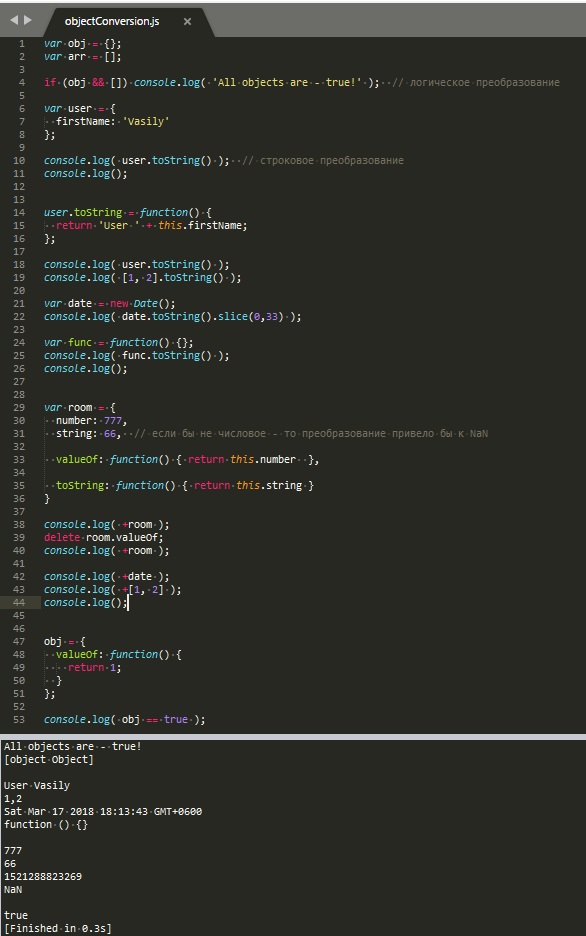 objectConversion.js ×
1 var obj = {};
2 var arr = [];
3
4 if (obj && []) console.log( 'All objects are - true!' ); // логическое преобразование
5
6 var user = {
7 firstName: 'Vasily'
8 };
9
10 console.log( user.toString() ); // строковое преобразование
11 console.log();
12
13
14 user.toString = function() {
15 return 'User ' + this.firstName;
16 };
17
18 console.log( user.toString() );
19 console.log( [1, 2].toString() );
20
21 var date = new Date();
22 console.log( date.toString().slice(0,33) );
23
24 var func = function() {};
25 console.log( func.toString() );
26 console.log();
27
28
29 var room = {
30 number: 777,
31 string: 66, // если бы не числовое - то преобразование привело бы к NaN
32
33 valueOf: function() { return this.number },
34
35 toString: function() { return this.string }
36 }
37
38 console.log( +room );
39 delete room.valueOf;
40 console.log( +room );
41
42 console.log( +date );
43 console.log( +[1, 2] );
44 console.log();
45
46
47 obj = {
48 valueOf: function() {
49 return 1;
50 }
51 };
52
53 console.log( obj == true );
All objects are - true!
[object Object]
User Vasily
1,2
Sat Mar 17 2018 18:13:43 GMT+0600
function () {}
777
66
1521288823269
NaN
true
[Finished in 0.3s]